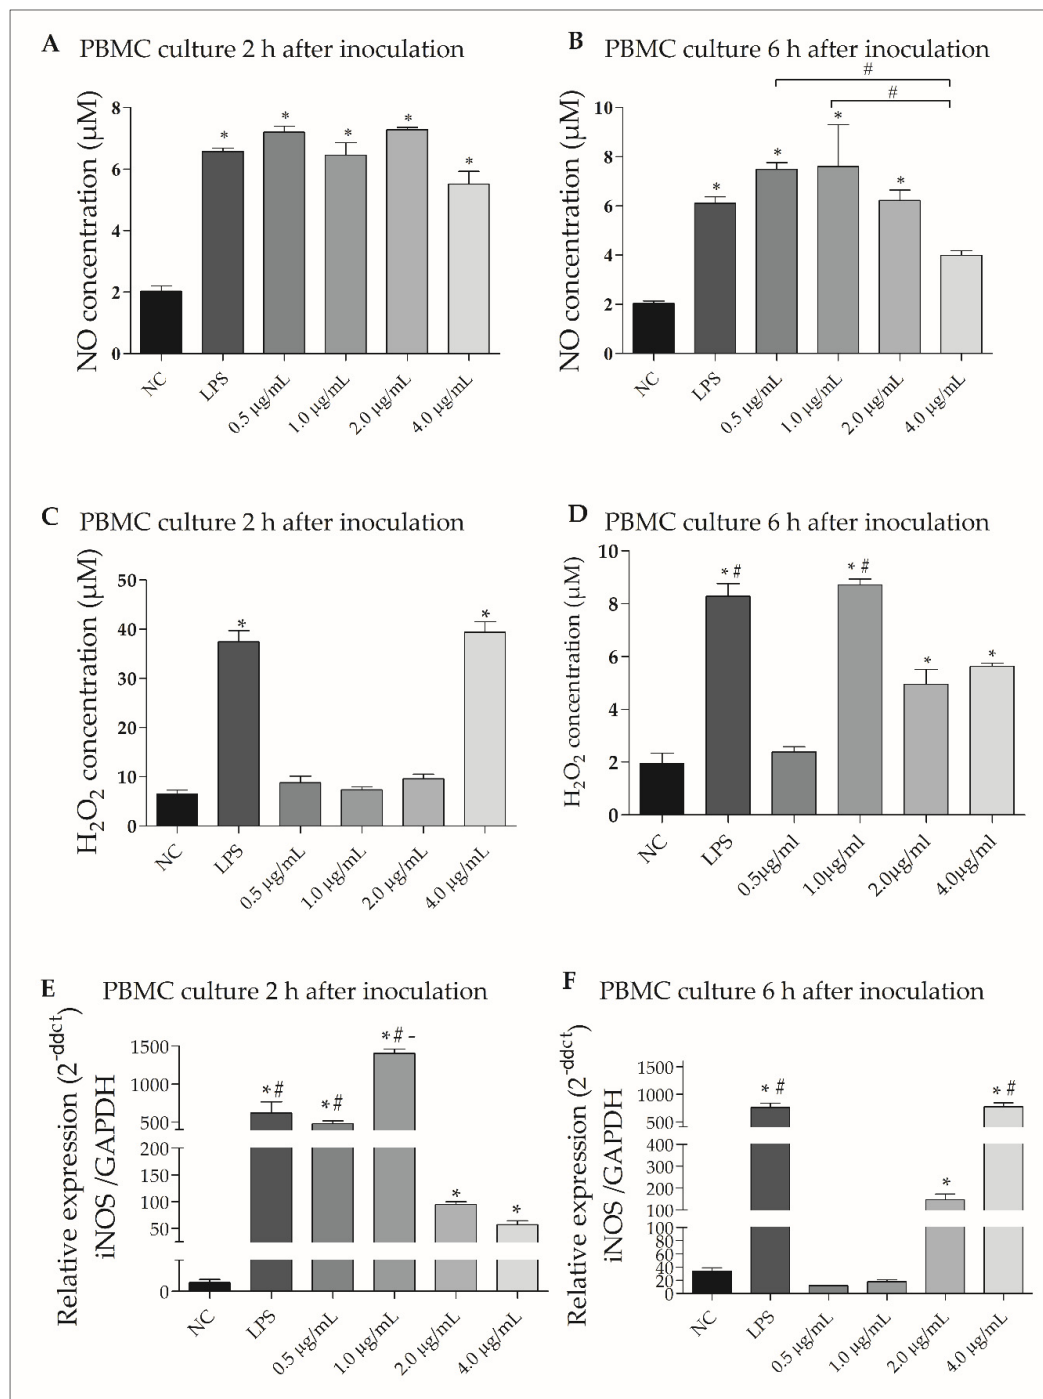 A PBMC culture 2 h after inoculation
NO concentration (µM)
8
6
4
2
0
* * * * *
NC LPS 0.5 µg/mL 1.0 µg/mL 2.0 µg/mL 4.0 µg/mL
B PBMC culture 6 h after inoculation
NO concentration (µM)
#
#
10
8
6
4
2
0
* * * *
NC LPS 0.5 µg/mL 1.0 µg/mL 2.0 µg/mL 4.0 µg/mL
C PBMC culture 2 h after inoculation
H₂O₂ concentration (µM)
50
40
30
20
10
0
* *
NC LPS 0.5 µg/mL 1.0 µg/mL 2.0 µg/mL 4.0 µg/mL
D PBMC culture 6 h after inoculation
H₂O₂ concentration (µM)
10
8
6
4
2
0
* # * # * *
NC LPS 0.5µg/ml 1.0µg/ml 2.0µg/ml 4.0µg/ml
E PBMC culture 2 h after inoculation
Relative expression (2^-ddct)
iNOS /GAPDH
1500
1000
500
200
150
100
50
0
*# *# *#- * *
NC LPS 0.5 µg/mL 1.0 µg/mL 2.0 µg/mL 4.0 µg/mL
F PBMC culture 6 h after inoculation
Relative expression (2^-ddct)
iNOS /GAPDH
1500
1000
500
400
300
200
100
100
80
60
40
20
0
* # * * #
NC LPS 0.5 µg/mL 1.0 µg/mL 2.0 µg/mL 4.0 µg/mL